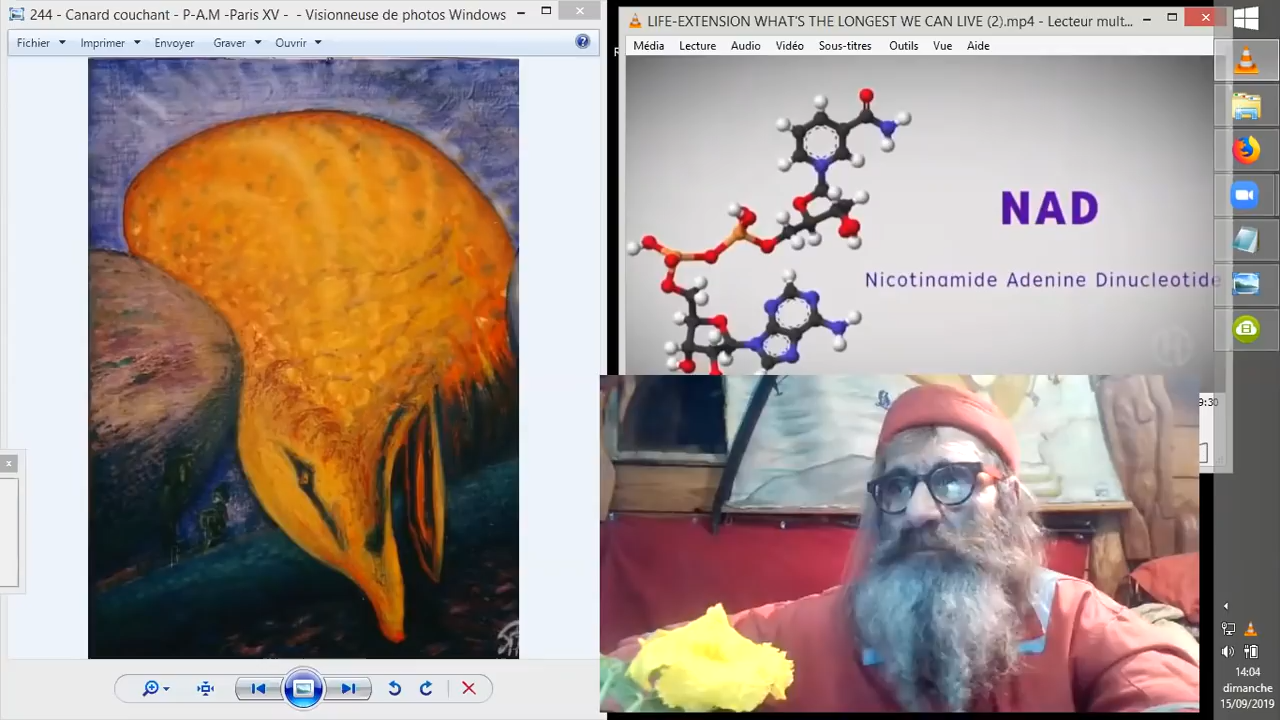 244 - Canard couchant - P-A-M -Paris XV . - Visionneuse de photos Windows
Fichier Imprimer Envoyer Graver Ouvrir
LIFE-EXTENSION WHAT'S THE LONGEST WE CAN LIVE (2).mp4 - Lecteur mult...
Média Lecture Audio Vidéo Sous-titres Outils Vue Aide
NAD
Nicotinamide Adenine Dinucleotide
9:30
14:04
dimanche
15/09/2019